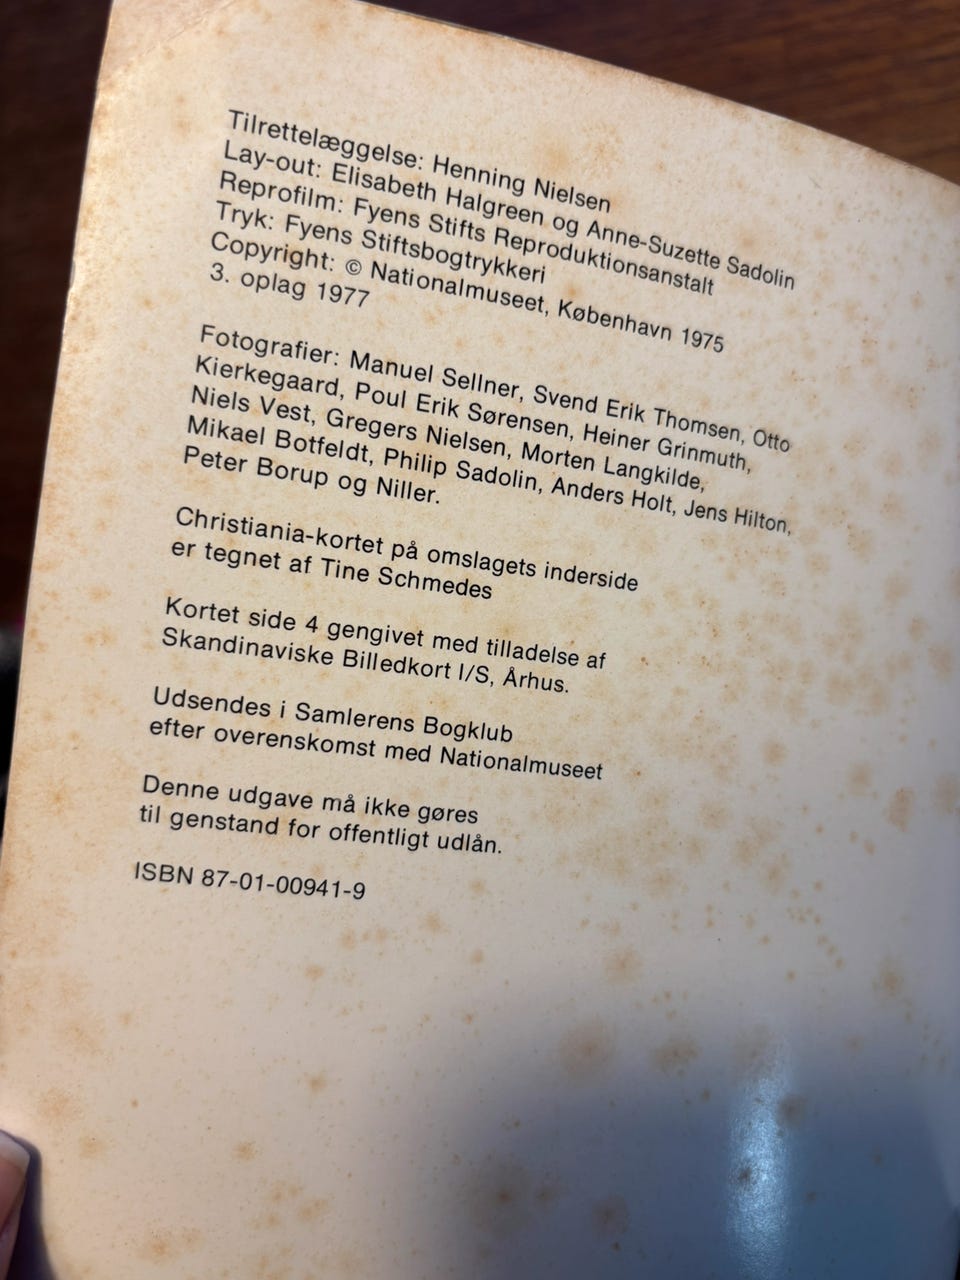 Tilrettelæggelse: Henning Nielsen
Lay-out: Elisabeth Halgreen og Anne-Suzette Sadolin
Reprofilm: Fyens Stifts Reproduktionsanstalt
Tryk: Fyens Stiftsbogtrykkeri
Copyright: © Nationalmuseet, København 1975
3. oplag 1977
Fotografier: Manuel Sellner, Svend Erik Thomsen, Otto
Kierkegaard, Poul Erik Sørensen, Heiner Grinmuth,
Niels Vest, Gregers Nielsen, Morten Langkilde,
Mikael Botfeldt, Philip Sadolin, Anders Holt, Jens Hilton,
Peter Borup og Niller.
Christiania-kortet på omslagets inderside
er tegnet af Tine Schmedes
Kortet side 4 gengivet med tilladelse af
Skandinaviske Billedkort I/S, Århus.
Udsendes i Samlerens Bogklub
efter overenskomst med Nationalmuseet
Denne udgave må ikke gøres
til genstand for offentligt udlån.
ISBN 87-01-00941-9